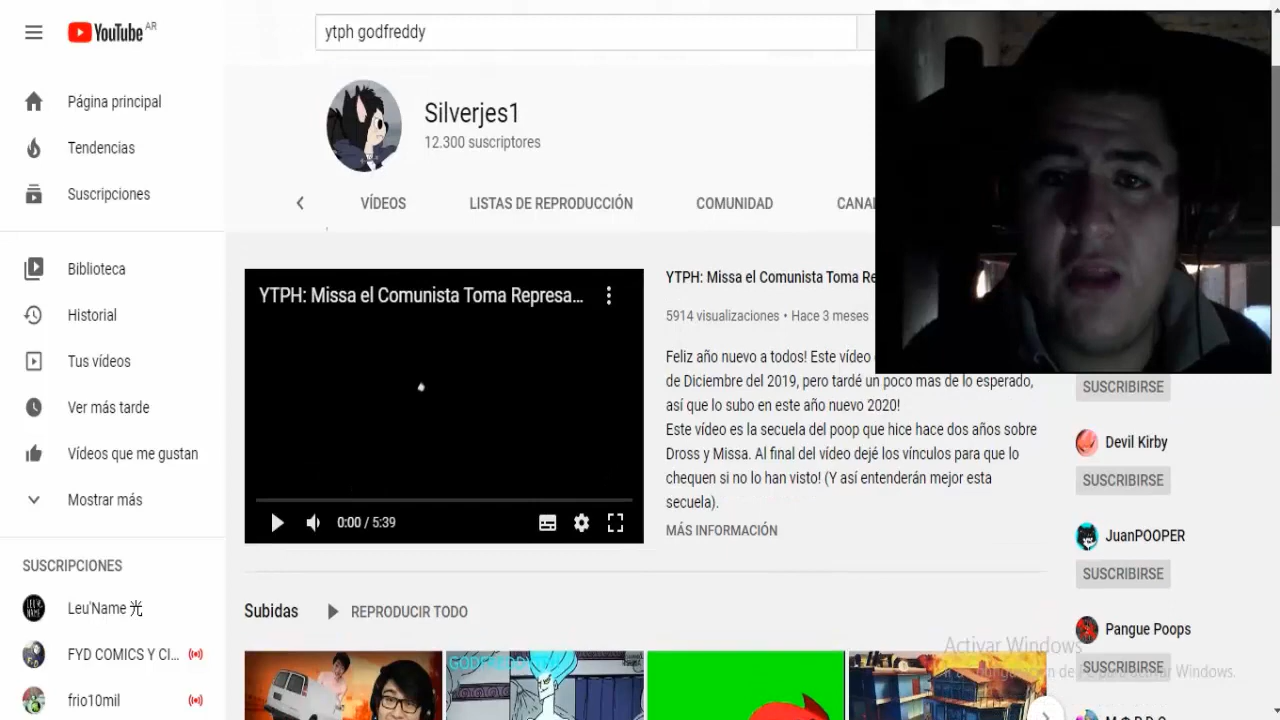 YouTube AR
ytph godfreddy
Página principal
Tendencias
Suscripciones
Biblioteca
Historial
Tus vídeos
Ver más tarde
Vídeos que me gustan
Mostrar más
SUSCRIPCIONES
Leu'Name 光
FYD COMICS Y CI...
frio10mil
Silverjes1
12.300 suscriptores
VÍDEOS
LISTAS DE REPRODUCCIÓN
COMUNIDAD
CANA
YTPH: Missa el Comunista Toma Represa...
0:00 / 5:39
YTPH: Missa el Comunista Toma Re
5914 visualizaciones • Hace 3 meses
Feliz año nuevo a todos! Este vídeo
de Diciembre del 2019, pero tardé un poco mas de lo esperado,
así que lo subo en este año nuevo 2020!
Este vídeo es la secuela del poop que hice hace dos años sobre
Dross y Missa. Al final del vídeo dejé los vínculos para que lo
chequen si no lo han visto! (Y así entenderán mejor esta
secuela).
MÁS INFORMACIÓN
Subidas
REPRODUCIR TODO
SUSCRIBIRSE
Devil Kirby
SUSCRIBIRSE
JuanPOOPER
SUSCRIBIRSE
Pangue Poops
SUSCRIBIRSE
Activar Windows
activar Windows.